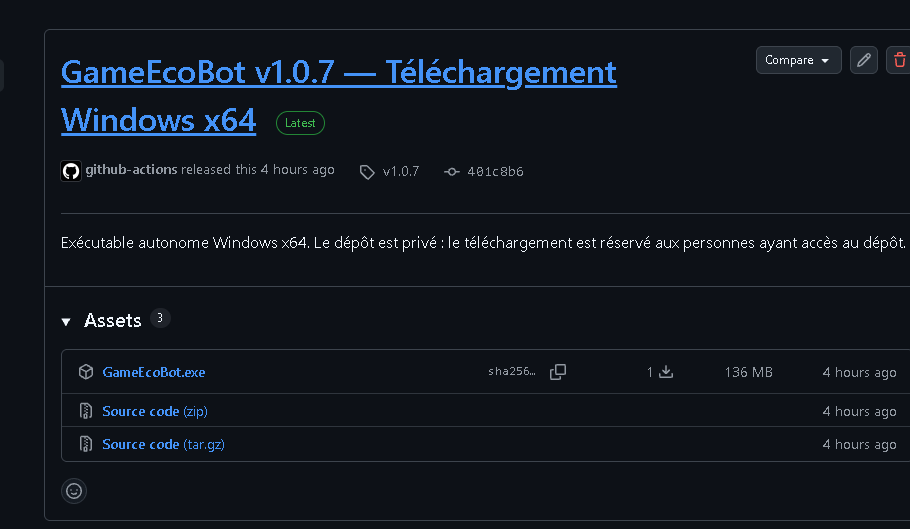 GameEcoBot v1.0.7 — Téléchargement
Compare
Windows x64 Latest
github-actions released this 4 hours ago v1.0.7 401c8b6
Exécutable autonome Windows x64. Le dépôt est privé : le téléchargement est réservé aux personnes ayant accès au dépôt.
Assets 3
GameEcoBot.exe sha256… 1 136 MB 4 hours ago
Source code (zip) 4 hours ago
Source code (tar.gz) 4 hours ago